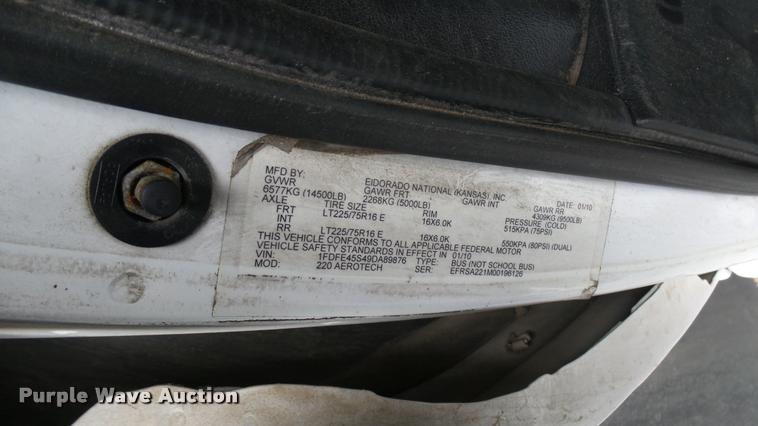 MFD BY: EIDORADO NATIONAL (KANSAS), INC. DATE: 01/10
GVWR GAWR FRT GAWR INT GAWR RR
6577KG (14500LB) 2268KG (5000LB) 4309KG (9500LB)
AXLE TIRE SIZE RIM PRESSURE (COLD)
FRT LT225/75R16 E 16X6.0K 515KPA (75PSI)
INT
RR LT225/75R16 E 16X6.0K 550KPA (80PSI) (DUAL)
THIS VEHICLE CONFORMS TO ALL APPLICABLE FEDERAL MOTOR
VEHICLE SAFETY STANDARDS IN EFFECT IN 01/10
VIN: 1FDFE45S49DA89876 TYPE: BUS (NOT SCHOOL BUS)
MOD: 220 AEROTECH SER: EFRSA221M00196126
Purple Wave Auction